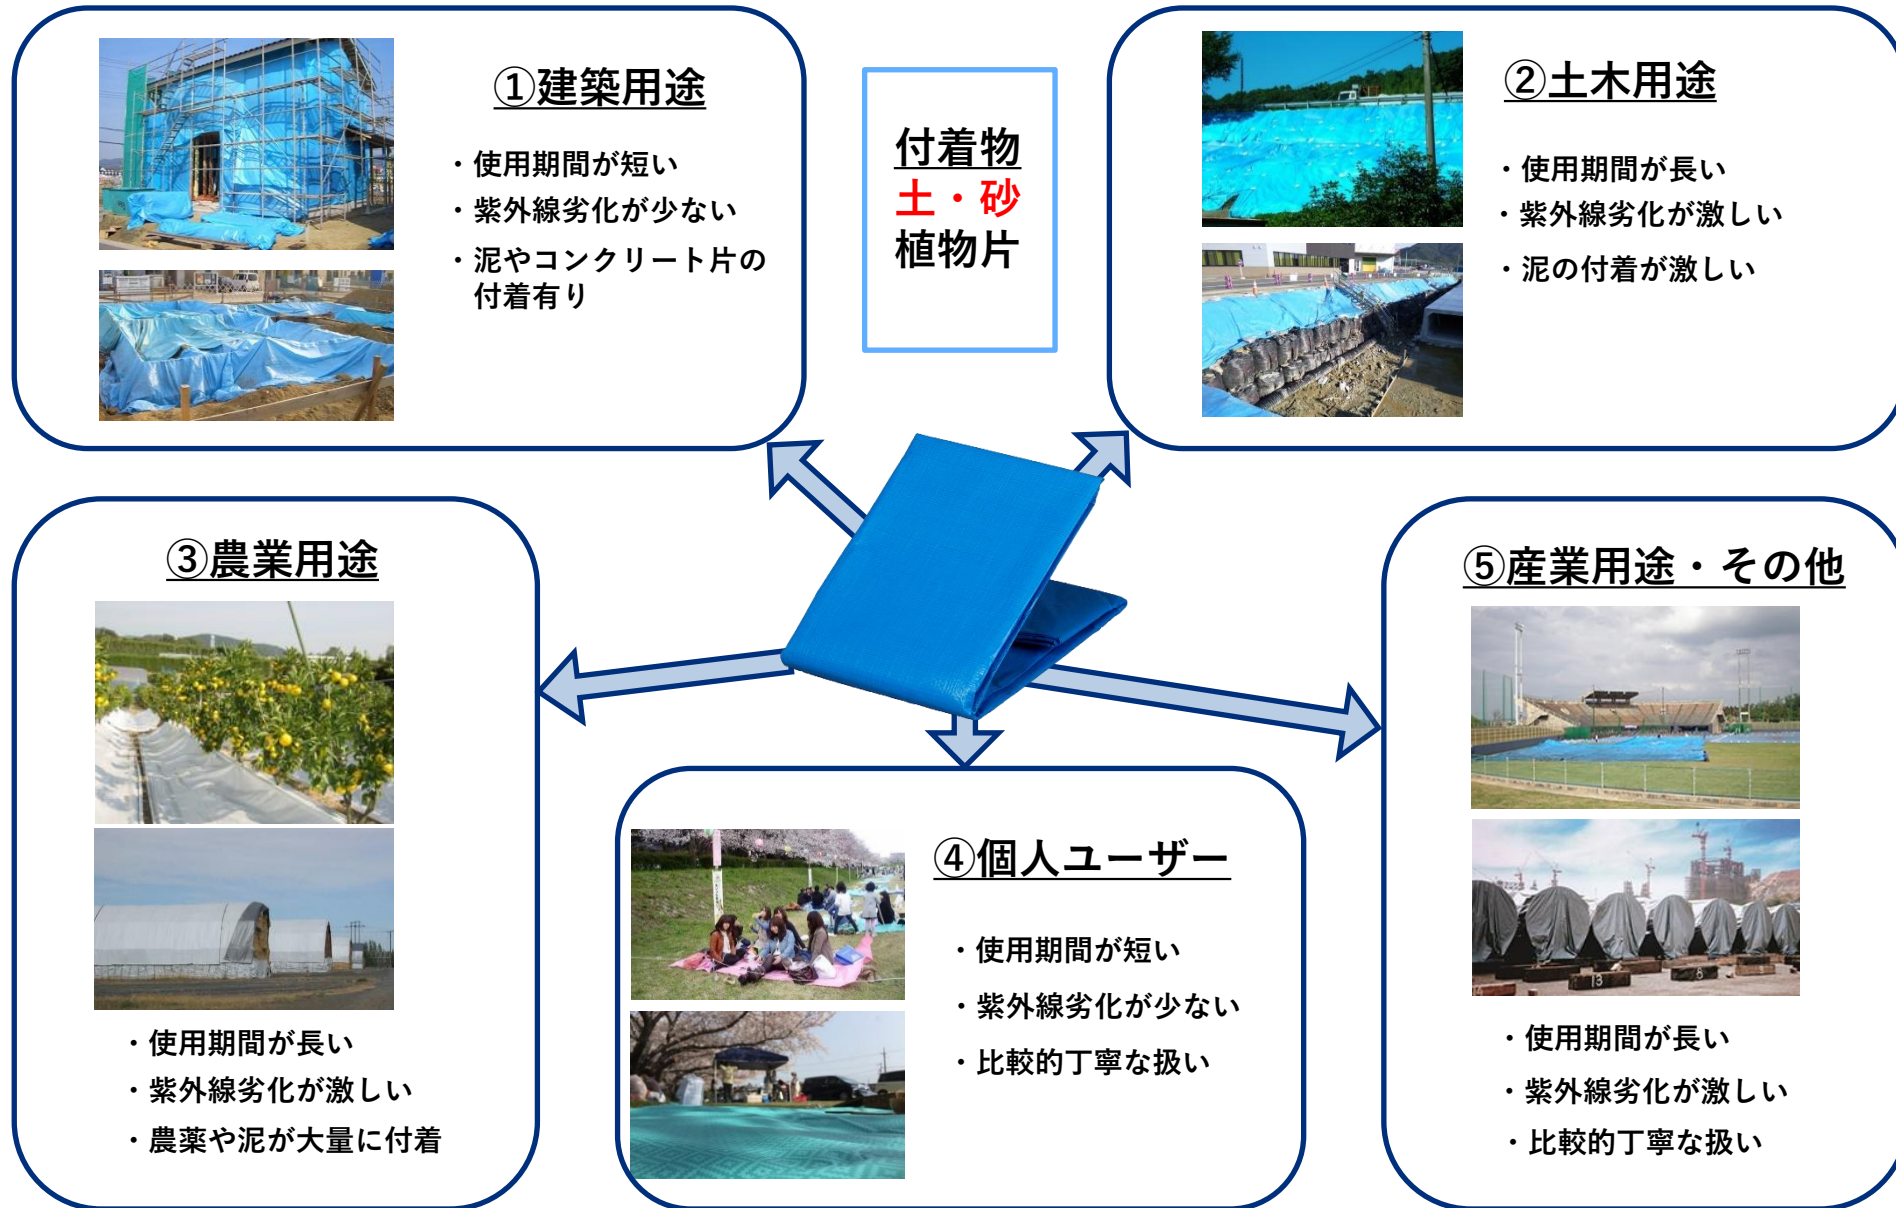 ①建築用途
・使用期間が短い
・紫外線劣化が少ない
・泥やコンクリート片の
付着有り
付着物
土・砂
植物片
②土木用途
・使用期間が長い
・紫外線劣化が激しい
・泥の付着が激しい
③農業用途
・使用期間が長い
・紫外線劣化が激しい
・農薬や泥が大量に付着
④個人ユーザー
・使用期間が短い
・紫外線劣化が少ない
・比較的丁寧な扱い
⑤産業用途・その他
13
8
・使用期間が長い
・紫外線劣化が激しい
・比較的丁寧な扱い